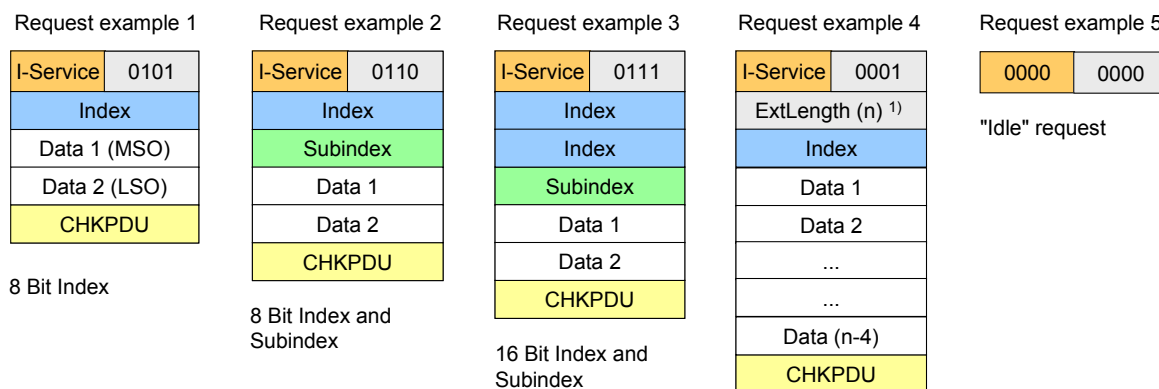 Request example 1
I-Service 0101
Index
Data 1 (MSO)
Data 2 (LSO)
CHKPDU
8 Bit Index
Request example 2
I-Service 0110
Index
Subindex
Data 1
Data 2
CHKPDU
8 Bit Index and
Subindex
Request example 3
I-Service 0111
Index
Index
Subindex
Data 1
Data 2
CHKPDU
16 Bit Index and
Subindex
Request example 4
I-Service 0001
ExtLength (n) 1)
Index
Data 1
Data 2
...
...
Data (n-4)
CHKPDU
Request example 5
0000 0000
"Idle" request